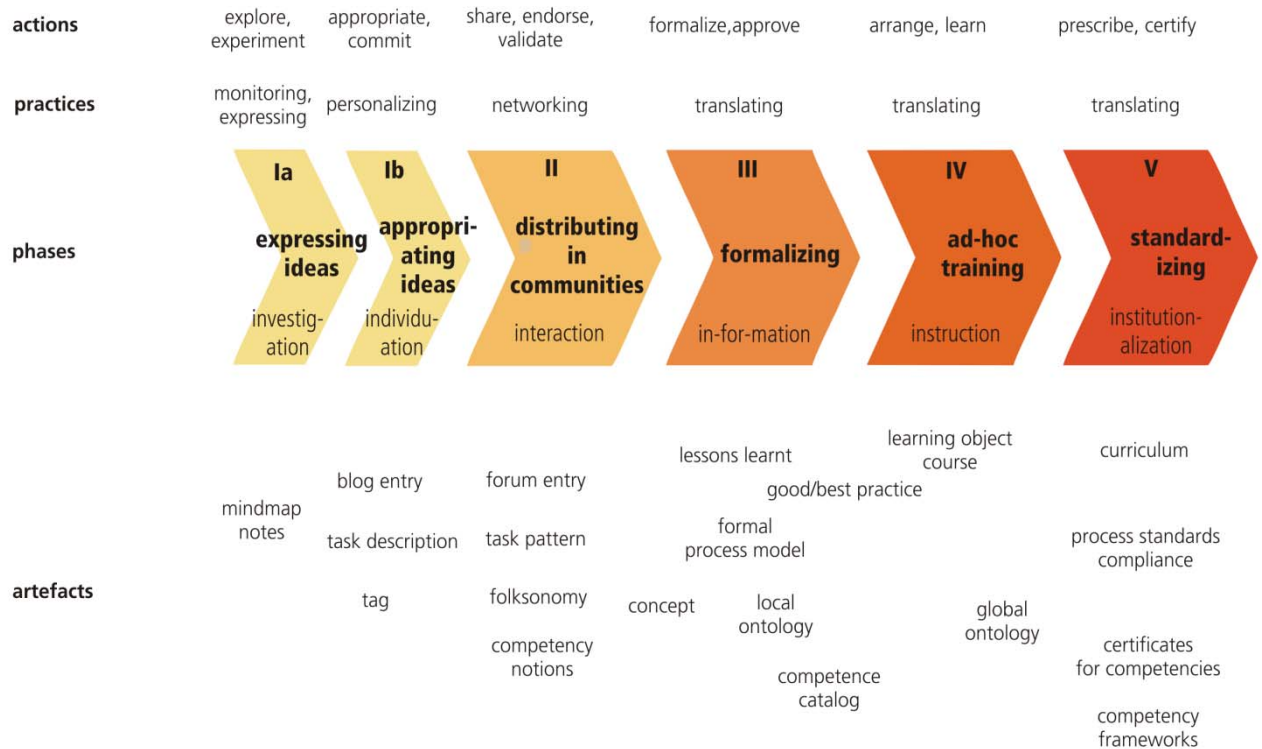 actions
explore,
experiment
appropriate,
commit
share, endorse,
validate
formalize,approve
arrange, learn
prescribe, certify
practices
monitoring,
expressing
personalizing
networking
translating
translating
translating
phases
Ia
expressing
ideas
investig-
ation
Ib
appropri-
ating
ideas
individu-
ation
II
distributing
in
communities
interaction
III
formalizing
in-for-mation
IV
ad-hoc
training
instruction
V
standard-
izing
institution-
alization
artefacts
mindmap
notes
blog entry
task description
tag
forum entry
task pattern
folksonomy
competency
notions
lessons learnt
good/best practice
formal
process model
concept
local
ontology
competence
catalog
learning object
course
global
ontology
curriculum
process standards
compliance
certificates
for competencies
competency
frameworks